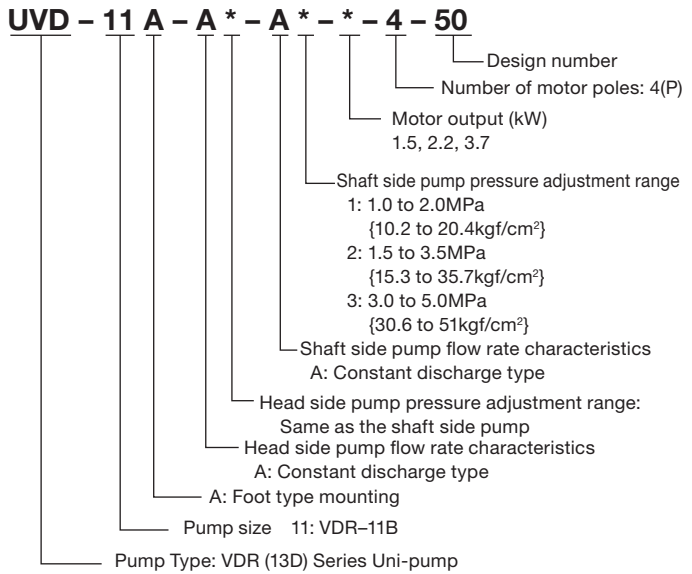 UVD – 11 A – A * – A * – * – 4 – 50
Design number
Number of motor poles: 4(P)
Motor output (kW)
1.5, 2.2, 3.7
Shaft side pump pressure adjustment range
1: 1.0 to 2.0MPa
{10.2 to 20.4kgf/cm²}
2: 1.5 to 3.5MPa
{15.3 to 35.7kgf/cm²}
3: 3.0 to 5.0MPa
{30.6 to 51kgf/cm²}
Shaft side pump flow rate characteristics
A: Constant discharge type
Head side pump pressure adjustment range:
Same as the shaft side pump
Head side pump flow rate characteristics
A: Constant discharge type
A: Foot type mounting
Pump size 11: VDR–11B
Pump Type: VDR (13D) Series Uni-pump